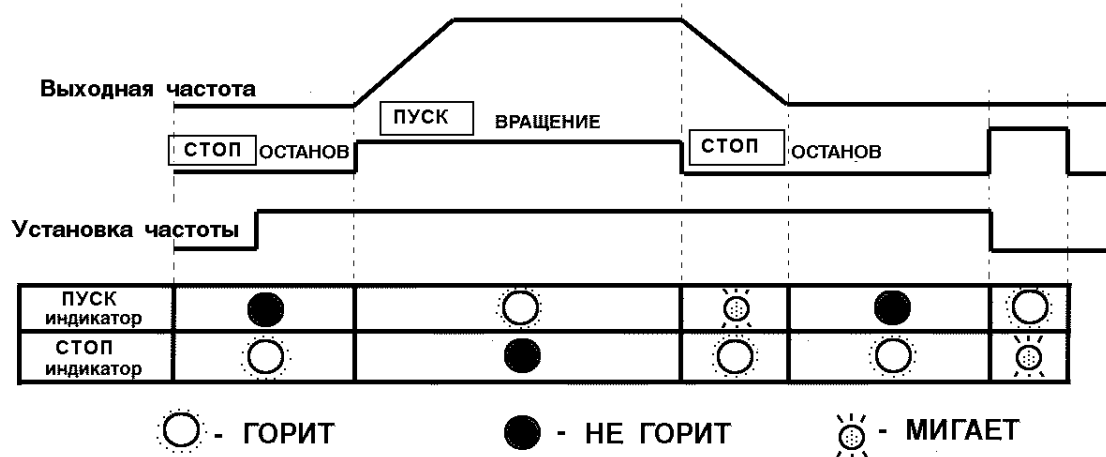 Выходная частота
ПУСК ВРАЩЕНИЕ
СТОП ОСТАНОВ
СТОП ОСТАНОВ
Установка частоты
ПУСК
индикатор
СТОП
индикатор
- ГОРИТ
- НЕ ГОРИТ
- МИГАЕТ